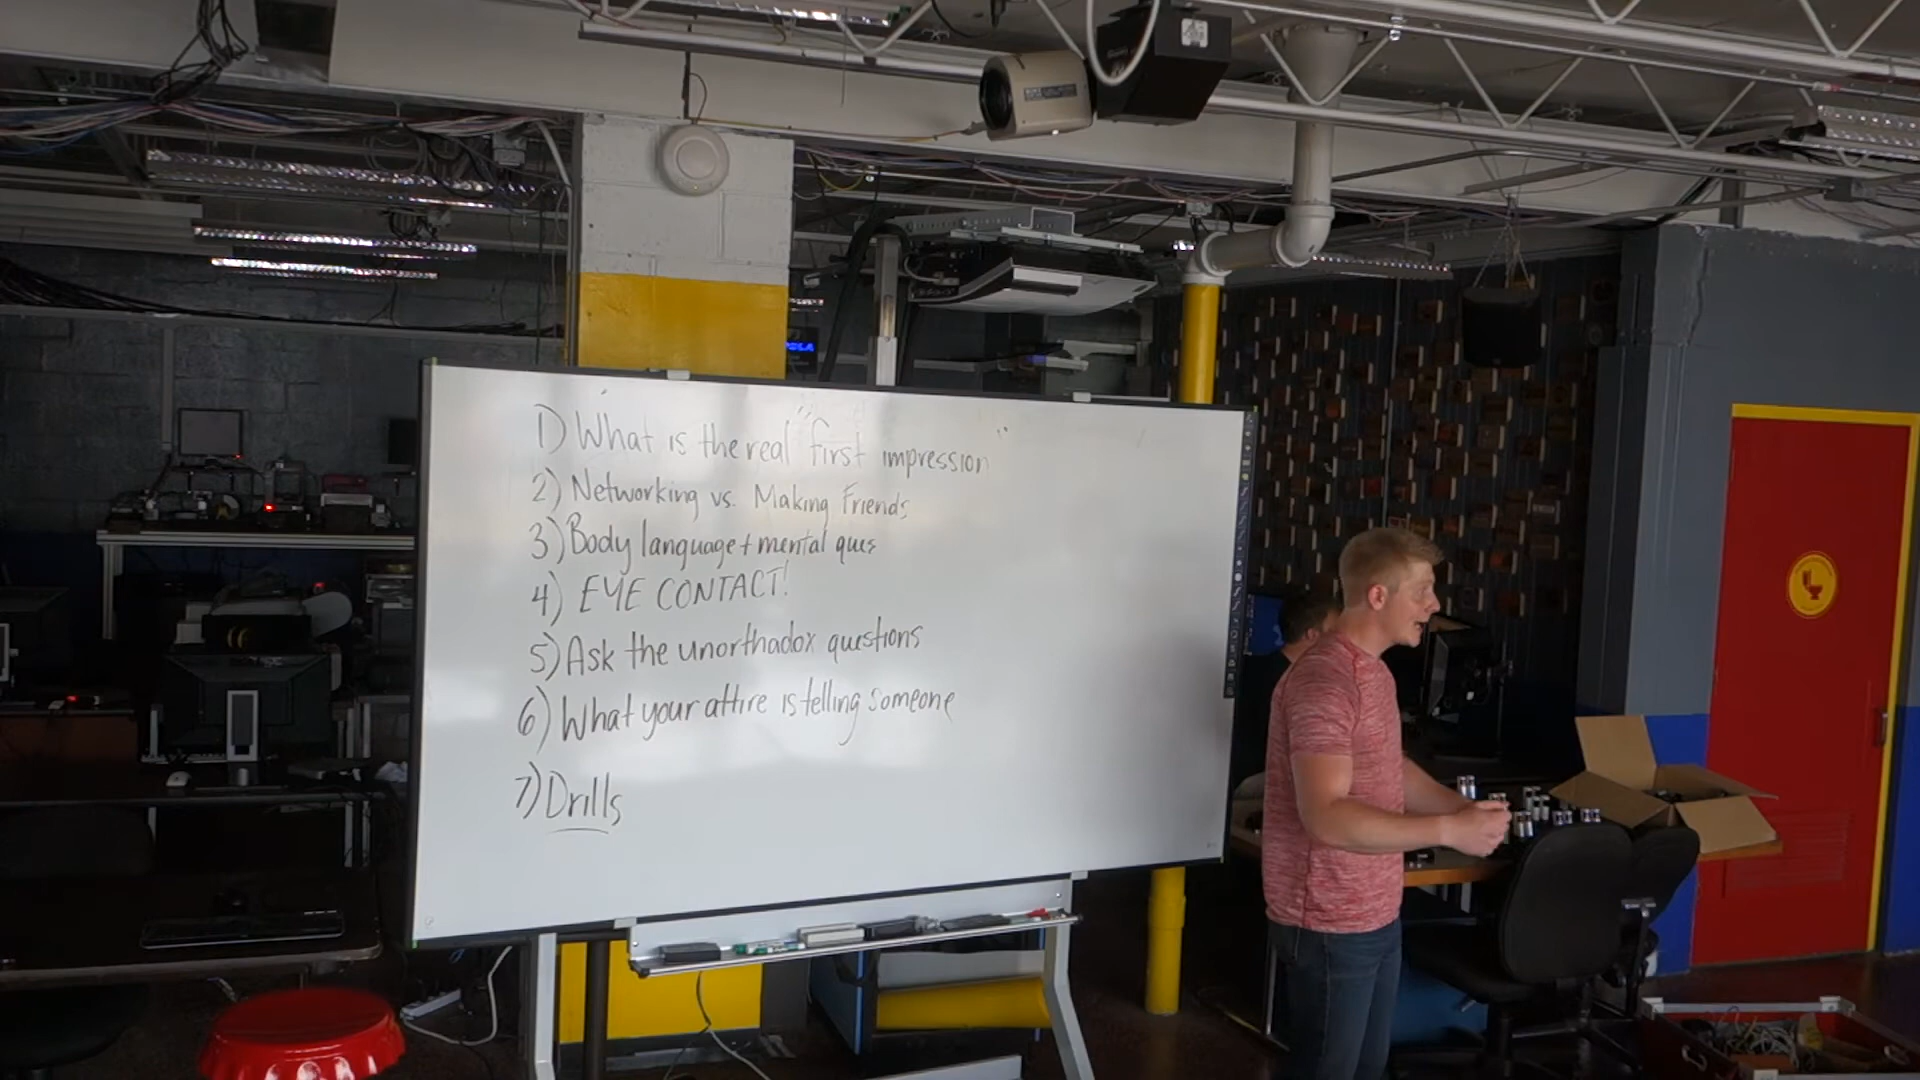 1) What is the real "first impression"
2) Networking vs. Making Friends
3) Body language + mental ques
4) EYE CONTACT!
5) Ask the unorthadox questions
6) What your attire is telling someone
7) Drills